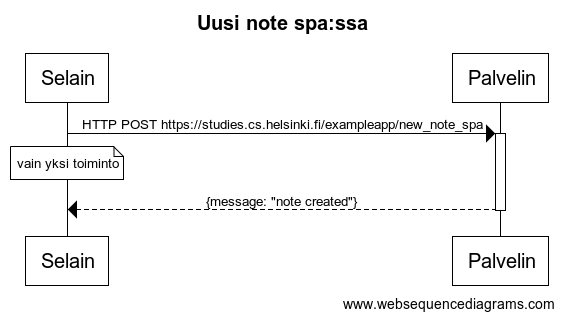 Uusi note spa:ssa
Selain
Palvelin
HTTP POST https://studies.cs.helsinki.fi/exampleapp/new_note_spa
vain yksi toiminto
{message: "note created"}
Selain
Palvelin
www.websequencediagrams.com